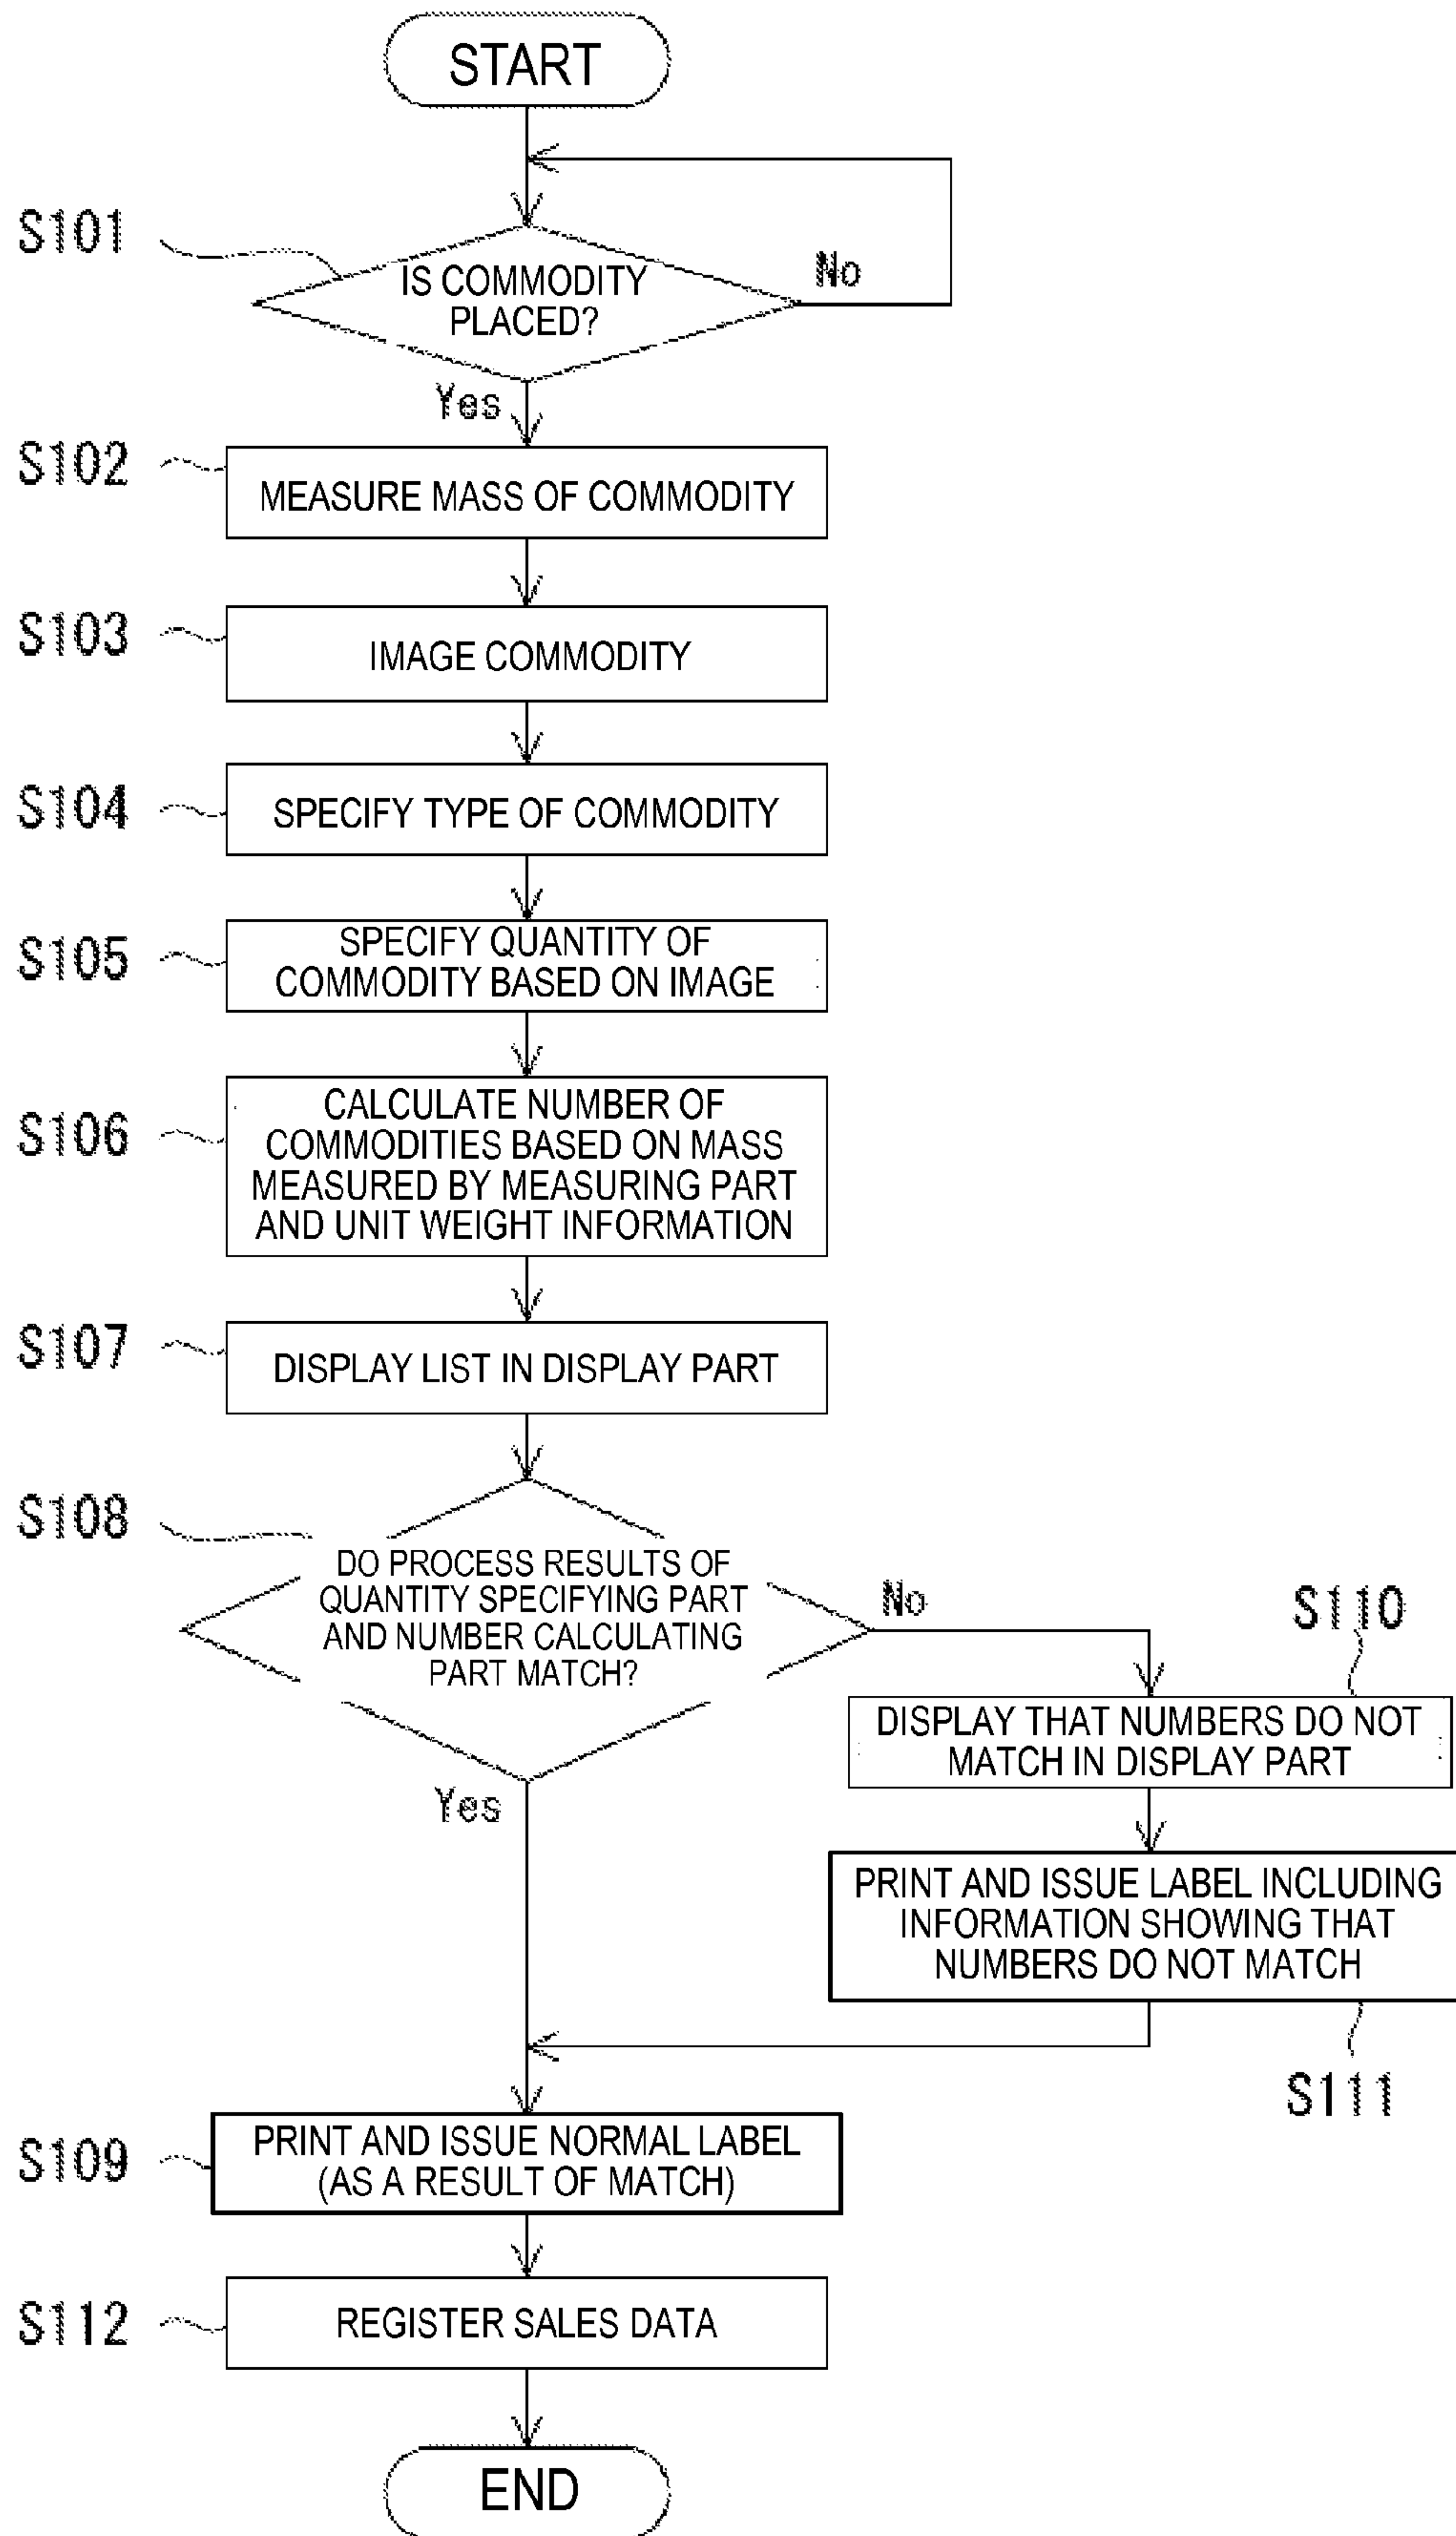 START
S101
IS COMMODITY
PLACED?
No
Yes
S102
MEASURE MASS OF COMMODITY
S103
IMAGE COMMODITY
S104
SPECIFY TYPE OF COMMODITY
S105
SPECIFY QUANTITY OF
COMMODITY BASED ON IMAGE
S106
CALCULATE NUMBER OF
COMMODITIES BASED ON MASS
MEASURED BY MEASURING PART
AND UNIT WEIGHT INFORMATION
S107
DISPLAY LIST IN DISPLAY PART
S108
DO PROCESS RESULTS OF
QUANTITY SPECIFYING PART
AND NUMBER CALCULATING
PART MATCH?
No
Yes
S110
DISPLAY THAT NUMBERS DO NOT
MATCH IN DISPLAY PART
PRINT AND ISSUE LABEL INCLUDING
INFORMATION SHOWING THAT
NUMBERS DO NOT MATCH
S111
S109
PRINT AND ISSUE NORMAL LABEL
(AS A RESULT OF MATCH)
S112
REGISTER SALES DATA
END